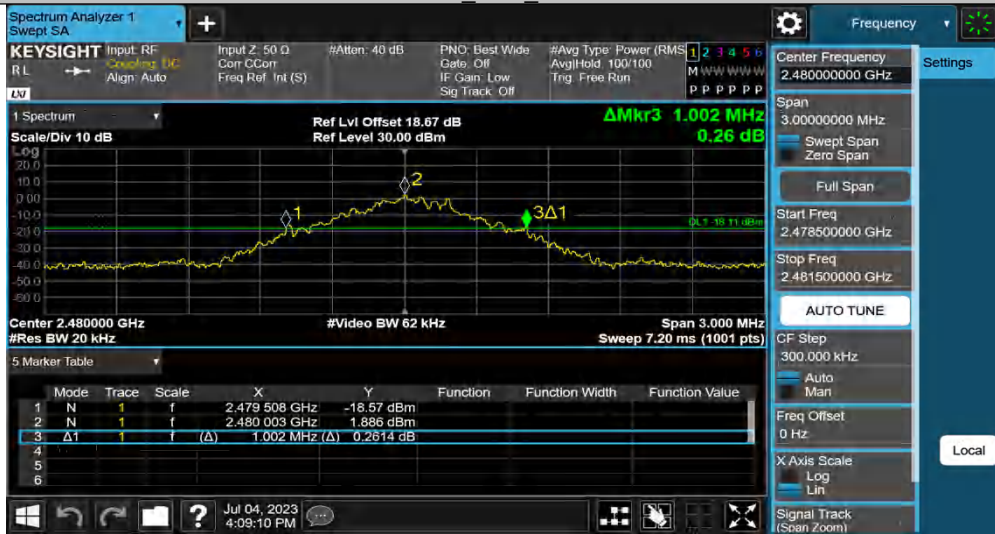 Spectrum Analyzer 1
Swept SA
Frequency
KEYSIGHT
RL
LXI
Input: RF
Coupling: DC
Align: Auto
Input Z: 50 Ω
Corr CCorr
Freq Ref: Int (S)
#Atten: 40 dB
PNO: Best Wide
Gate: Off
IF Gain: Low
Sig Track: Off
#Avg Type: Power (RMS
Avg|Hold: 100/100
Trig: Free Run
1 2 3 4 5 6
M W W W W W
P P P P P P
1 Spectrum
Scale/Div 10 dB
Ref Lvl Offset 18.67 dB
Ref Level 30.00 dBm
ΔMkr3 1.002 MHz
0.26 dB
Log
20.0
10.0
0.00
-10.0
-20.0
-30.0
-40.0
-50.0
-60.0
1
2
3Δ1
DL1 -18.11 dBm
Center 2.480000 GHz
#Res BW 20 kHz
#Video BW 62 kHz
Span 3.000 MHz
Sweep 7.20 ms (1001 pts)
5 Marker Table
Mode Trace Scale X Y Function Function Width Function Value
1 N 1 f 2.479 508 GHz -18.57 dBm
2 N 1 f 2.480 003 GHz 1.886 dBm
3 Δ1 1 f (Δ) 1.002 MHz (Δ) 0.2614 dB
4
5
6
Jul 04, 2023
4:09:10 PM
Center Frequency
2.480000000 GHz
Settings
Span
3.00000000 MHz
Swept Span
Zero Span
Full Span
Start Freq
2.478500000 GHz
Stop Freq
2.481500000 GHz
AUTO TUNE
CF Step
300.000 kHz
Auto
Man
Freq Offset
0 Hz
X Axis Scale
Log
Lin
Local
Signal Track
(Span Zoom)